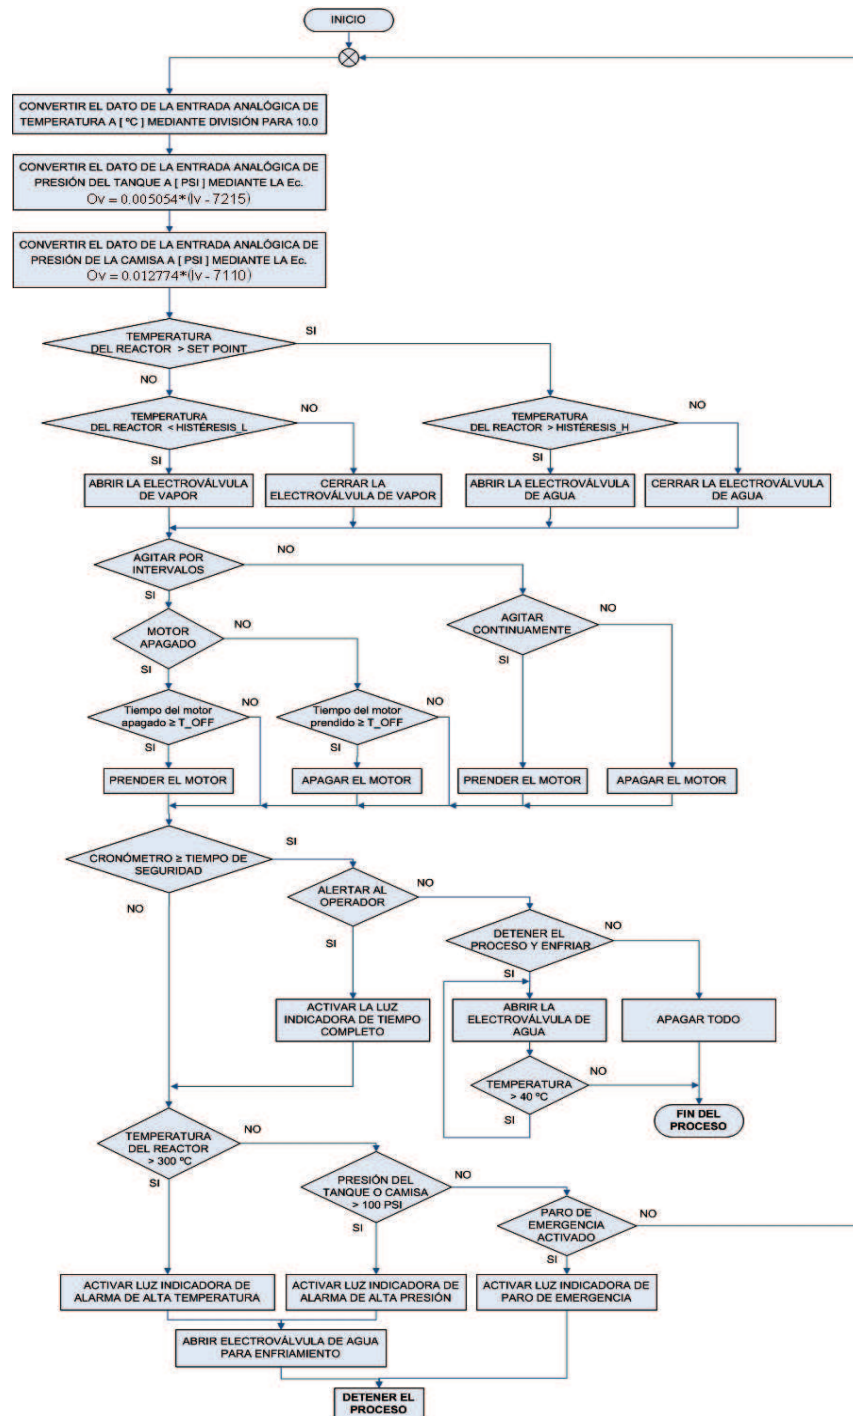 INICIO
CONVERTIR EL DATO DE LA ENTRADA ANALÓGICA DE
TEMPERATURA A [ ºC ] MEDIANTE DIVISIÓN PARA 10.0
CONVERTIR EL DATO DE LA ENTRADA ANALÓGICA DE
PRESIÓN DEL TANQUE A [ PSI ] MEDIANTE LA Ec.
Ov = 0.005054*(Iv - 7215)
CONVERTIR EL DATO DE LA ENTRADA ANALÓGICA DE
PRESIÓN DE LA CAMISA A [ PSI ] MEDIANTE LA Ec.
Ov = 0.012774*(Iv - 7110)
TEMPERATURA
DEL REACTOR > SET POINT
SI
NO
TEMPERATURA
DEL REACTOR < HISTÉRESIS_L
NO
SI
TEMPERATURA
DEL REACTOR > HISTÉRESIS_H
NO
SI
ABRIR LA ELECTROVÁLVULA
DE VAPOR
CERRAR LA
ELECTROVÁLVULA DE VAPOR
ABRIR LA ELECTROVÁLVULA
DE AGUA
CERRAR LA ELECTROVÁLVULA
DE AGUA
AGITAR POR
INTERVALOS
NO
SI
MOTOR
APAGADO
NO
SI
AGITAR
CONTINUAMENTE
NO
SI
Tiempo del motor
apagado ≥ T_OFF
NO
SI
Tiempo del motor
prendido ≥ T_OFF
NO
SI
PRENDER EL MOTOR
APAGAR EL MOTOR
PRENDER EL MOTOR
APAGAR EL MOTOR
CRONÓMETRO ≥ TIEMPO DE
SEGURIDAD
SI
NO
ALERTAR AL
OPERADOR
NO
SI
DETENER EL
PROCESO Y ENFRIAR
NO
SI
ACTIVAR LA LUZ
INDICADORA DE TIEMPO
COMPLETO
ABRIR LA
ELECTROVÁLVULA DE
AGUA
APAGAR TODO
TEMPERATURA
> 40 ºC
NO
SI
FIN DEL
PROCESO
TEMPERATURA
DEL REACTOR
> 300 ºC
NO
SI
PRESIÓN DEL
TANQUE O CAMISA
> 100 PSI
NO
SI
PARO DE
EMERGENCIA
ACTIVADO
NO
SI
ACTIVAR LUZ INDICADORA DE
ALARMA DE ALTA TEMPERATURA
ACTIVAR LUZ INDICADORA DE
ALARMA DE ALTA PRESIÓN
ACTIVAR LUZ INDICADORA DE
PARO DE EMERGENCIA
ABRIR ELECTROVÁLVULA DE AGUA
PARA ENFRIAMIENTO
DETENER EL
PROCESO